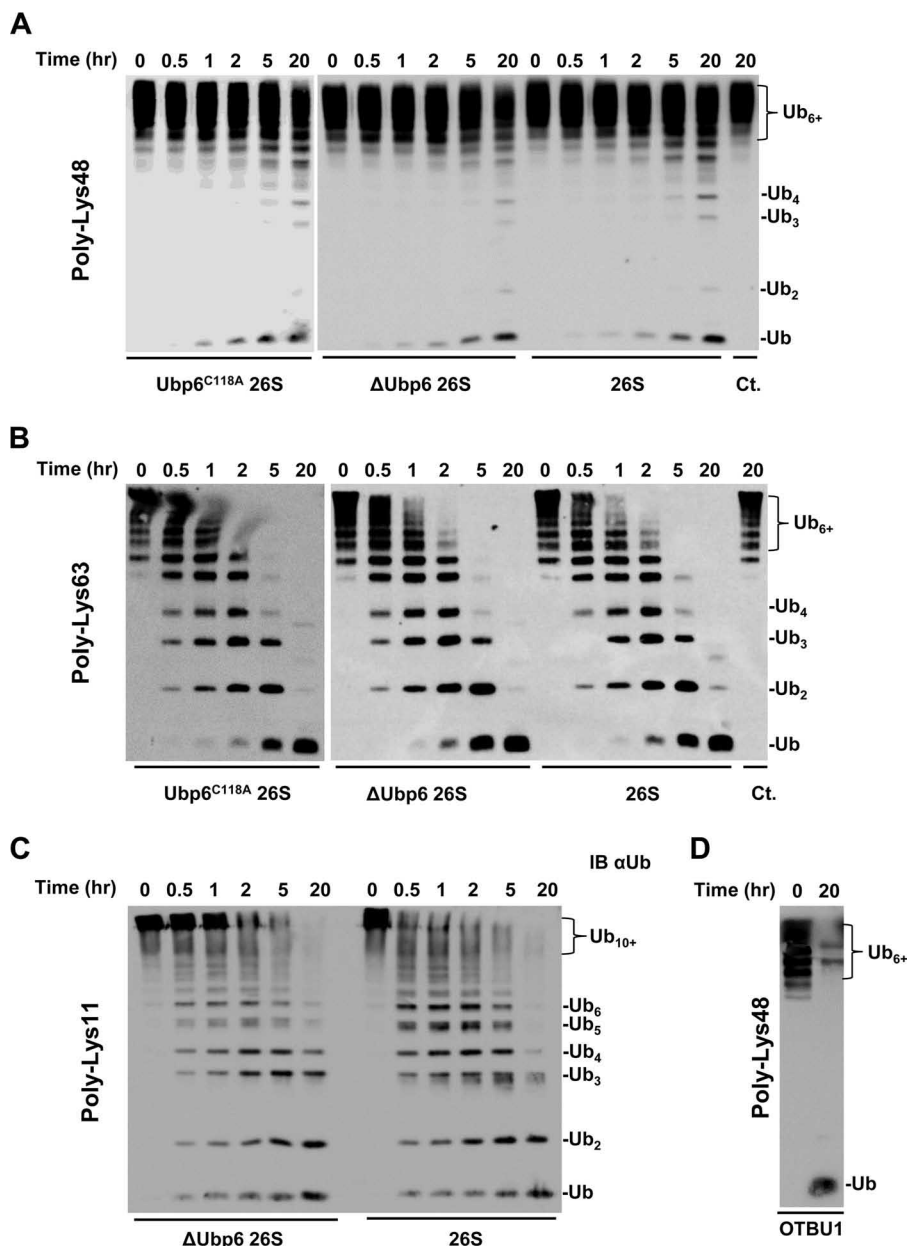 A
Time (hr) 0 0.5 1 2 5 20 0 0.5 1 2 5 20 0 0.5 1 2 5 20 20
Poly-Lys48
Ub6+
-Ub4
-Ub3
-Ub2
-Ub
Ubp6C118A 26S ΔUbp6 26S 26S Ct.
B
Time (hr) 0 0.5 1 2 5 20 0 0.5 1 2 5 20 0 0.5 1 2 5 20 20
Poly-Lys63
Ub6+
-Ub4
-Ub3
-Ub2
-Ub
Ubp6C118A 26S ΔUbp6 26S 26S Ct.
C
IB αUb
Time (hr) 0 0.5 1 2 5 20 0 0.5 1 2 5 20
Poly-Lys11
Ub10+
-Ub6
-Ub5
-Ub4
-Ub3
-Ub2
-Ub
ΔUbp6 26S 26S
D
Time (hr) 0 20
Poly-Lys48
Ub6+
-Ub
OTBU1